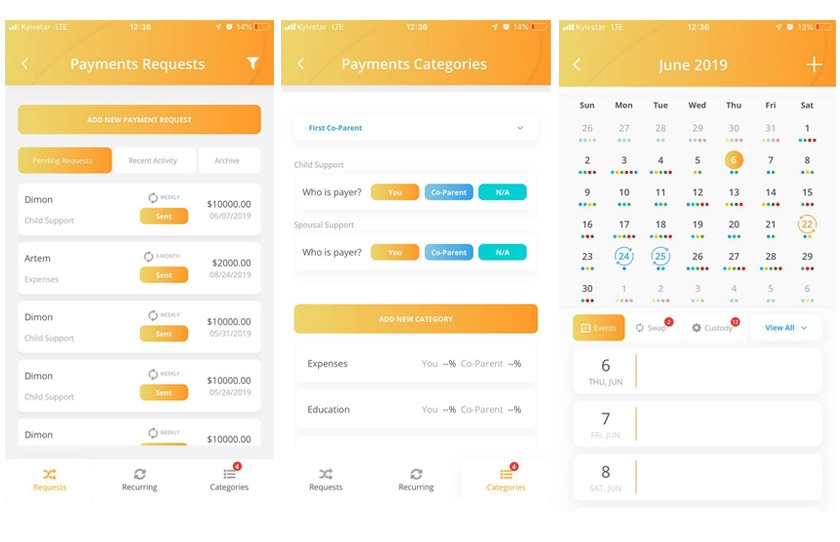 Kyivstar LTE 12:36 14%
Payments Requests
ADD NEW PAYMENT REQUEST
Pending Requests Recent Activity Archive
Dimon WEEKLY $10000.00
Child Support Sent 06/07/2019
Artem 3-MONTH $2000.00
Expenses Sent 08/24/2019
Dimon WEEKLY $10000.00
Child Support Sent 05/31/2019
Dimon WEEKLY $10000.00
Child Support Sent 05/24/2019
Dimon WEEKLY $10000.00
4
Requests Recurring Categories
Kyivstar LTE 12:36 14%
Payments Categories
First Co-Parent
Child Support
Who is payer? You Co-Parent N/A
Spousal Support
Who is payer? You Co-Parent N/A
ADD NEW CATEGORY
Expenses You --% Co-Parent --%
Education You --% Co-Parent --%
4
Requests Recurring Categories
Kyivstar LTE 12:36 13%
June 2019
Sun Mon Tue Wed Thu Fri Sat
26 27 28 29 30 31 1
2 3 4 5 6 7 8
9 10 11 12 13 14 15
16 17 18 19 20 21 22
23 24 25 26 27 28 29
30 1 2 3 4 5 6
Events Swap 2 Custody 12 View All
6
THU, JUN
7
FRI, JUN
8
SAT, JUN